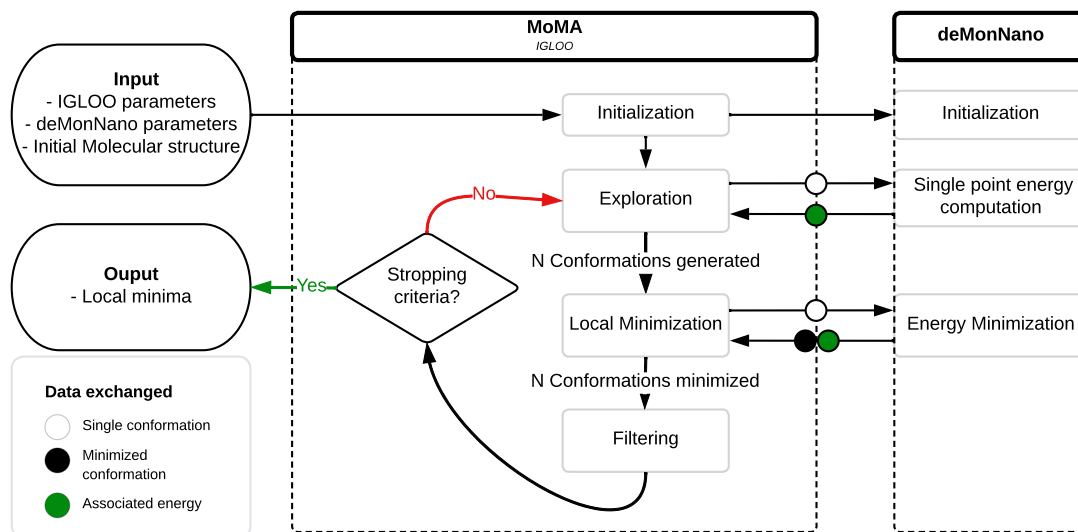 MoMA
IGLOO
deMonNano
Input
- IGLOO parameters
- deMonNano parameters
- Initial Molecular structure
Initialization
Initialization
Exploration
Single point energy
computation
No
N Conformations generated
Stropping
criteria?
Yes
Ouput
- Local minima
Local Minimization
Energy Minimization
N Conformations minimized
Filtering
Data exchanged
Single conformation
Minimized
conformation
Associated energy